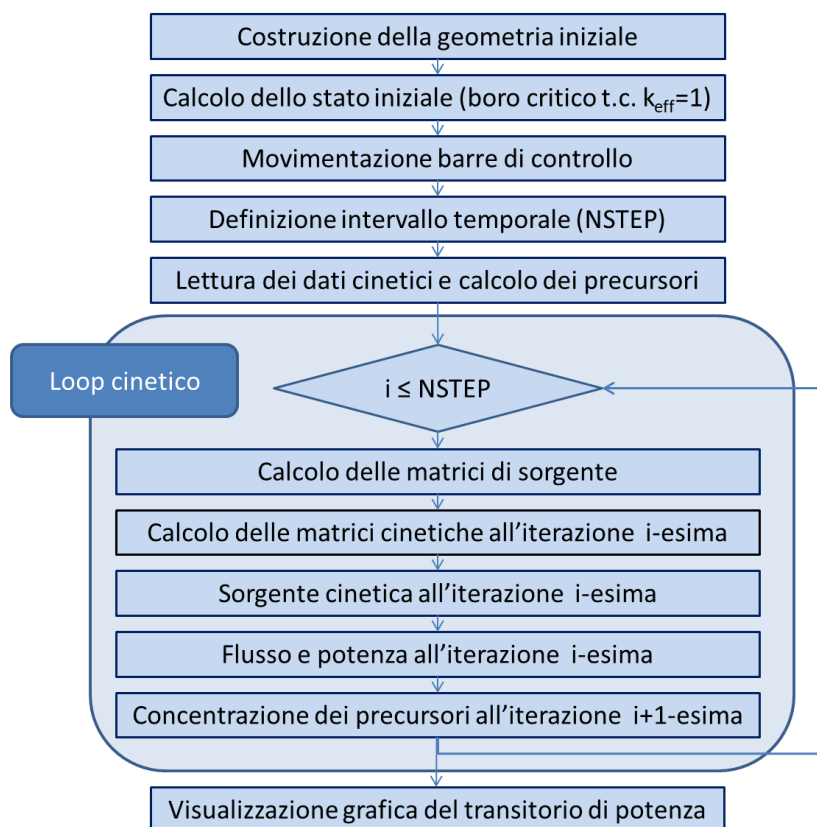 Costruzione della geometria iniziale
Calcolo dello stato iniziale (boro critico t.c. keff=1)
Movimentazione barre di controllo
Definizione intervallo temporale (NSTEP)
Lettura dei dati cinetici e calcolo dei precursori
Loop cinetico
i ≤ NSTEP
Calcolo delle matrici di sorgente
Calcolo delle matrici cinetiche all'iterazione i-esima
Sorgente cinetica all'iterazione i-esima
Flusso e potenza all'iterazione i-esima
Concentrazione dei precursori all'iterazione i+1-esima
Visualizzazione grafica del transitorio di potenza